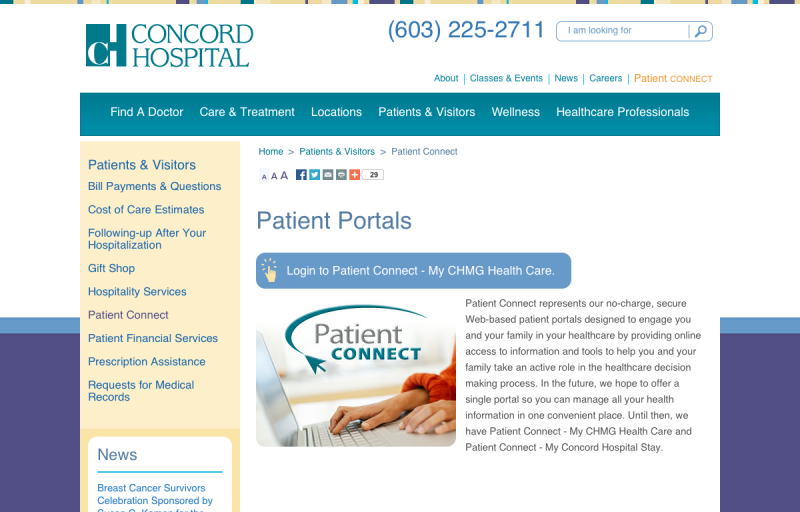 CONCORD
HOSPITAL
(603) 225-2711
I am looking for
About
Classes & Events
News
Careers
Patient CONNECT
Find A Doctor
Care & Treatment
Locations
Patients & Visitors
Wellness
Healthcare Professionals
Patients & Visitors
Bill Payments & Questions
Cost of Care Estimates
Following-up After Your
Hospitalization
Gift Shop
Hospitality Services
Patient Connect
Patient Financial Services
Prescription Assistance
Requests for Medical
Records
News
Breast Cancer Survivors
Celebration Sponsored by
Susan G. Komen for the
Home > Patients & Visitors > Patient Connect
A A A
29
Patient Portals
Login to Patient Connect - My CHMG Health Care.
Patient
CONNECT
Patient Connect represents our no-charge, secure
Web-based patient portals designed to engage you
and your family in your healthcare by providing online
access to information and tools to help you and your
family take an active role in the healthcare decision
making process. In the future, we hope to offer a
single portal so you can manage all your health
information in one convenient place. Until then, we
have Patient Connect - My CHMG Health Care and
Patient Connect - My Concord Hospital Stay.